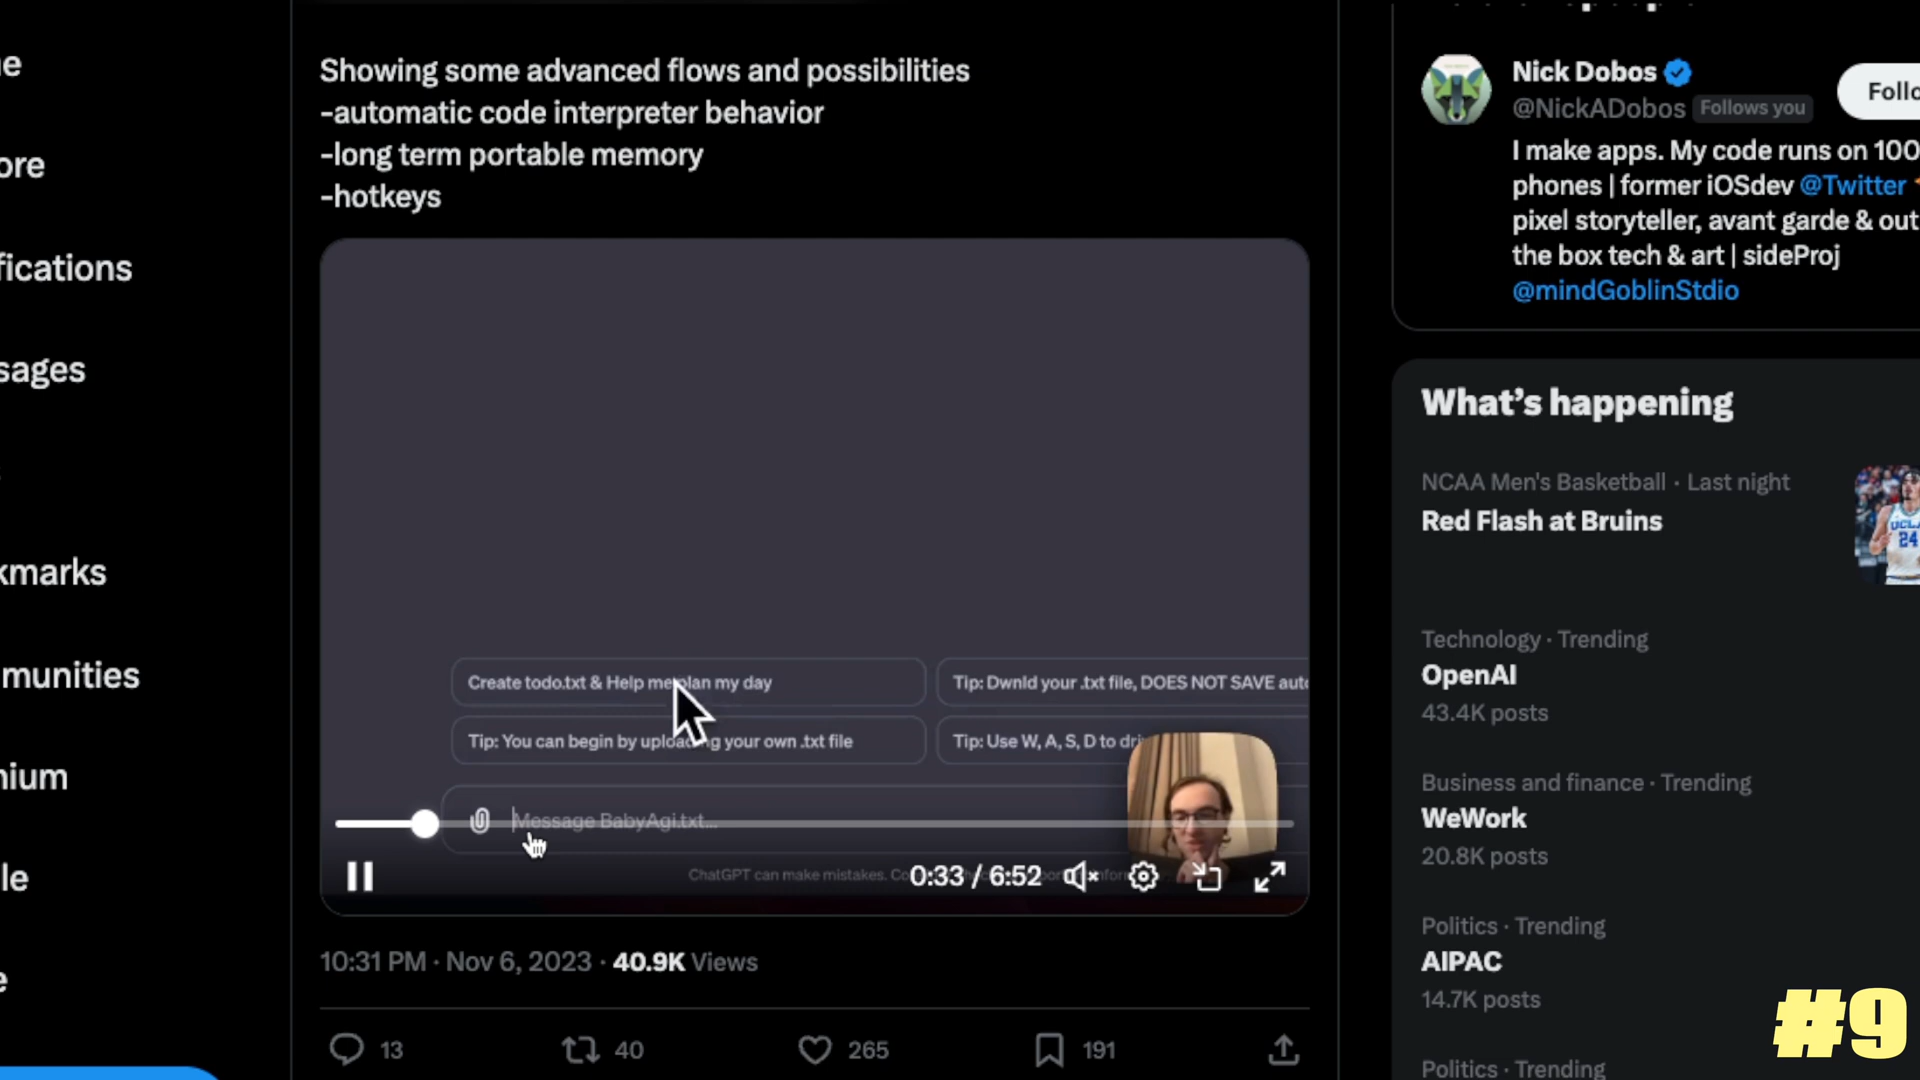 Showing some advanced flows and possibilities
-automatic code interpreter behavior
-long term portable memory
-hotkeys
Create todo.txt & Help me plan my day
Tip: Dwnld your .txt file, DOES NOT SAVE auto
Tip: You can begin by uploading your own .txt file
Tip: Use W, A, S, D to dri
Message BabyAgi.txt...
ChatGPT can make mistakes. Co
0:33 / 6:52
10:31 PM · Nov 6, 2023 · 40.9K Views
13
40
265
191
Nick Dobos
@NickADobos Follows you
Follo
I make apps. My code runs on 100
phones | former iOSdev @Twitter
pixel storyteller, avant garde & out
the box tech & art | sideProj
@mindGoblinStdio
What's happening
NCAA Men's Basketball · Last night
Red Flash at Bruins
UCLA
24
Technology · Trending
OpenAI
43.4K posts
Business and finance · Trending
WeWork
20.8K posts
Politics · Trending
AIPAC
14.7K posts
Politics · Trending
#9
e
ore
fications
sages
kmarks
munities
nium
le
e